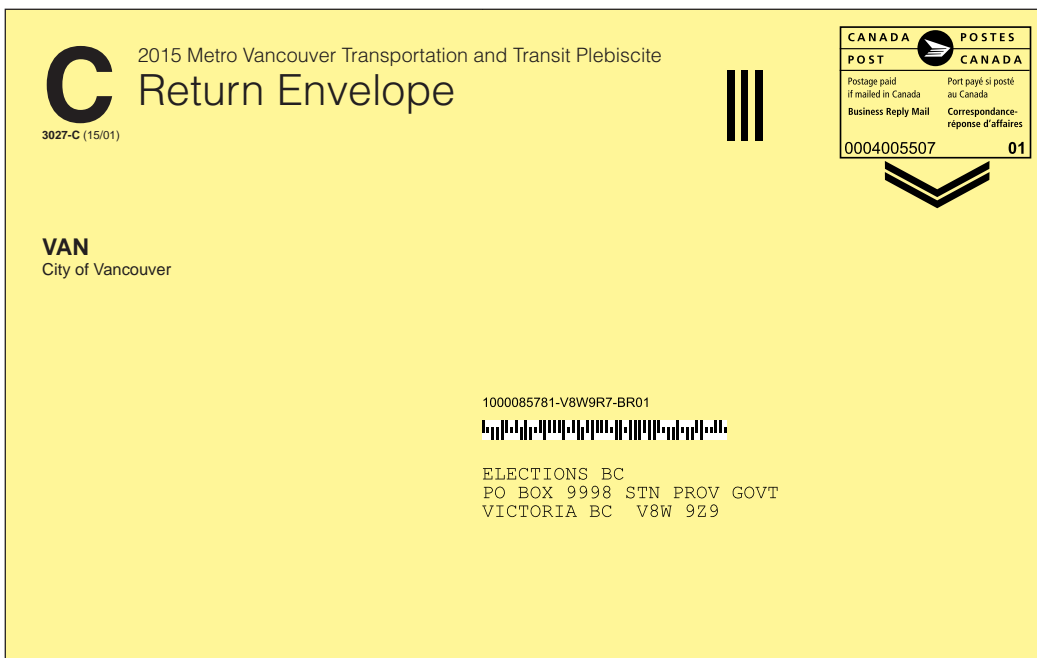 C
2015 Metro Vancouver Transportation and Transit Plebiscite
Return Envelope
3027-C (15/01)
CANADA POSTES
POST CANADA
Postage paid Port payé si posté
if mailed in Canada au Canada
Business Reply Mail Correspondance-
réponse d'affaires
0004005507 01
VAN
City of Vancouver
1000085781-V8W9R7-BR01
ELECTIONS BC
PO BOX 9998 STN PROV GOVT
VICTORIA BC V8W 9Z9